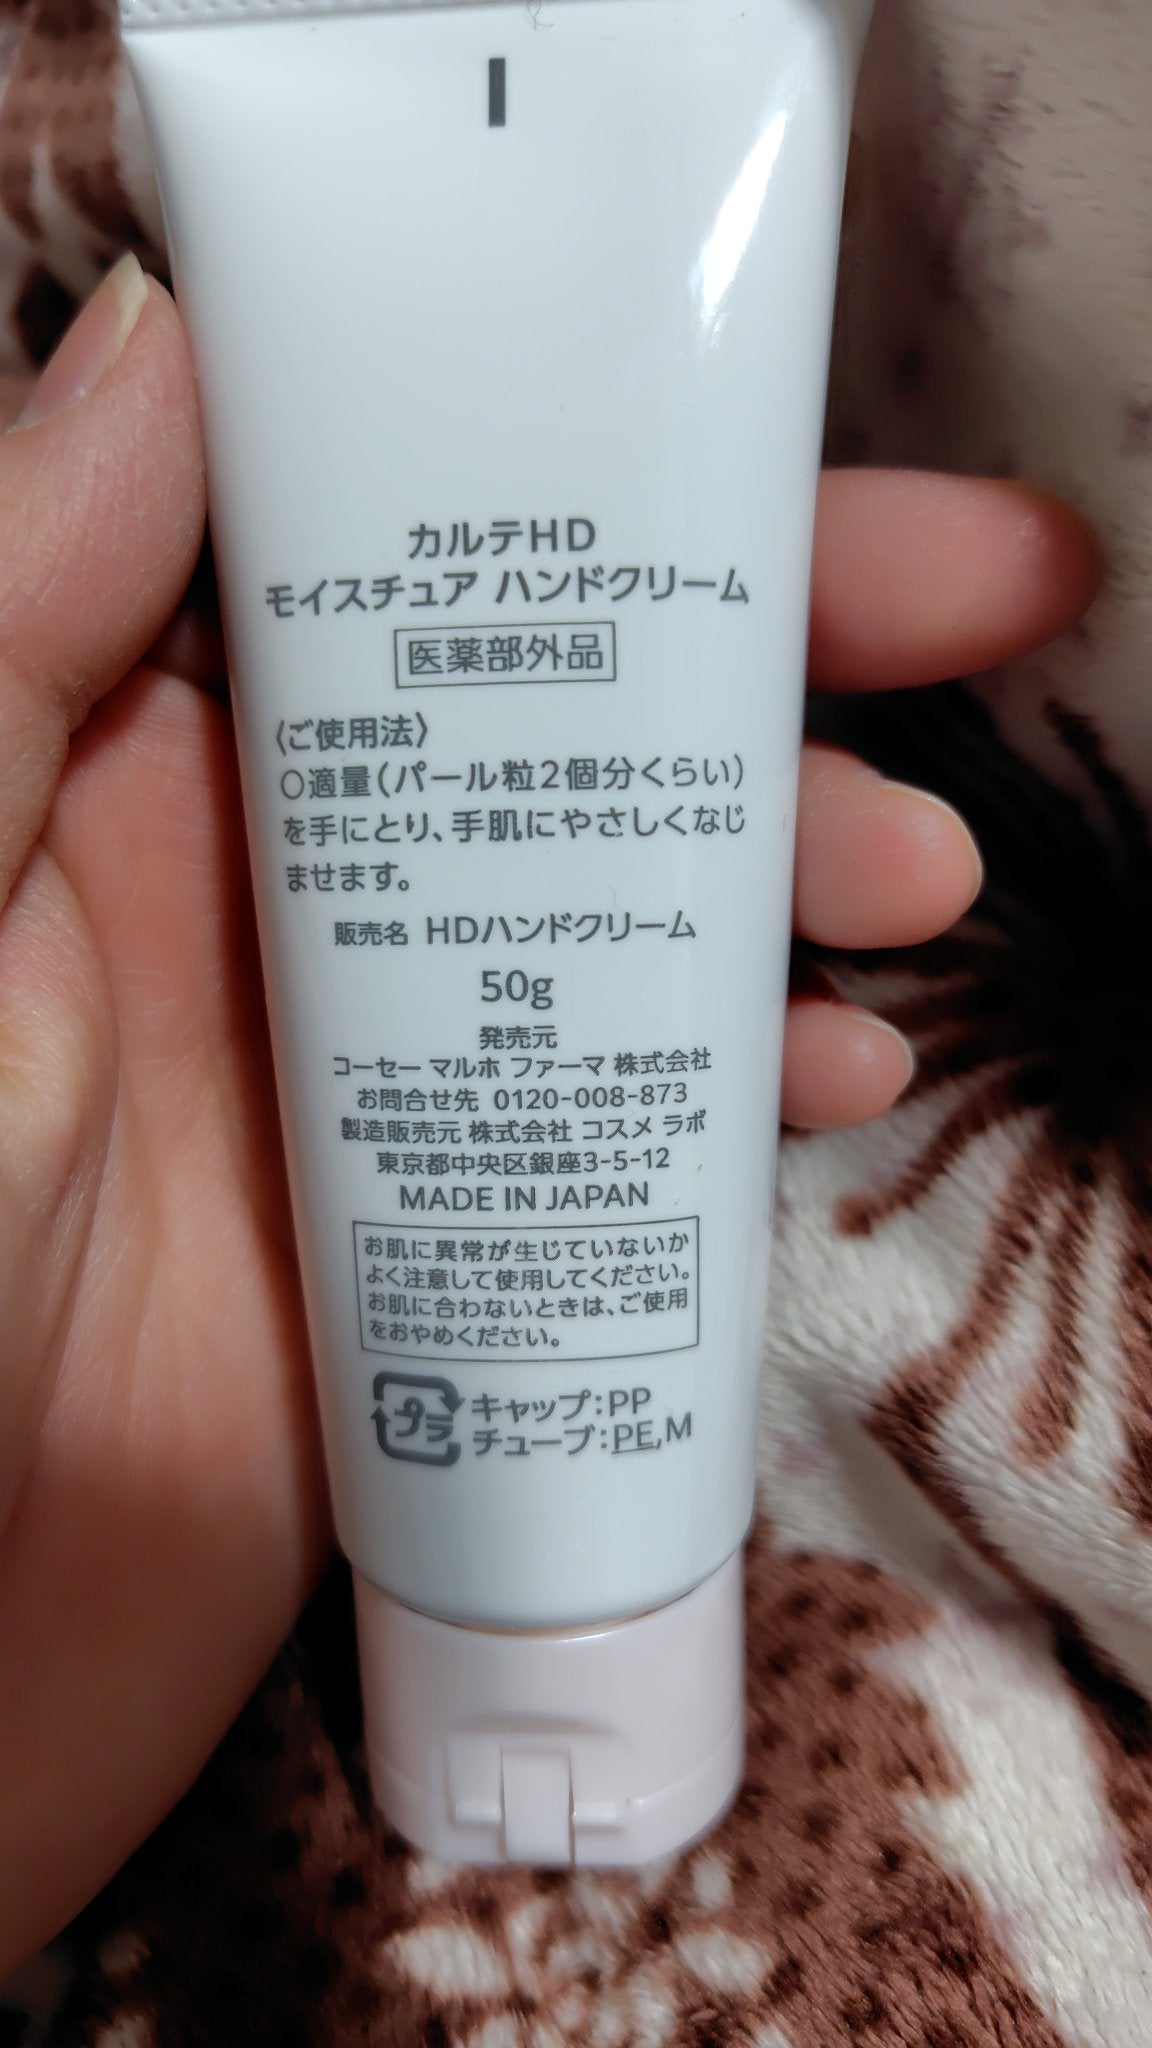 カルテHD
モイスチュア ハンドクリーム
医薬部外品
〈ご使用法〉
○適量(パール粒2個分くらい)
を手にとり、手肌にやさしくなじ
ませます。
販売名 HDハンドクリーム
50g
発売元
コーセー マルホ ファーマ 株式会社
お問合せ先 0120-008-873
製造販売元 株式会社 コスメ ラボ
東京都中央区銀座3-5-12
MADE IN JAPAN
お肌に異常が生じていないか
よく注意して使用してください。
お肌に合わないときは、ご使用
をおやめください。
プラ
キャップ:PP
チューブ:PE,M